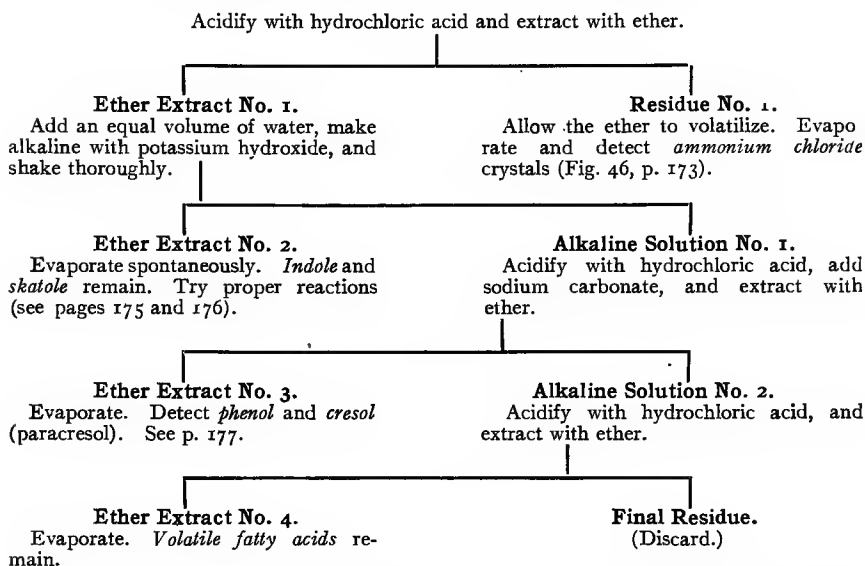 Acidify with hydrochloric acid and extract with ether.
Ether Extract No. 1.
Add an equal volume of water, make
alkaline with potassium hydroxide, and
shake thoroughly.
Residue No. 1.
Allow the ether to volatilize. Evapo
rate and detect ammonium chloride
crystals (Fig. 46, p. 173).
Ether Extract No. 2.
Evaporate spontaneously. Indole and
skatole remain. Try proper reactions
(see pages 175 and 176).
Alkaline Solution No. 1.
Acidify with hydrochloric acid, add
sodium carbonate, and extract with
ether.
Ether Extract No. 3.
Evaporate. Detect phenol and cresol
(paracresol). See p. 177.
Alkaline Solution No. 2.
Acidify with hydrochloric acid, and
extract with ether.
Ether Extract No. 4.
Evaporate. Volatile fatty acids re-
main.
Final Residue.
(Discard.)